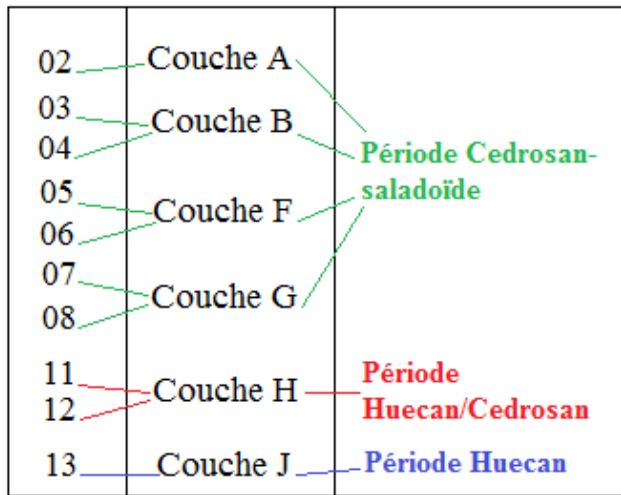 02 Couche A
03
Couche B
04
Période Cedrosan-
saladoïde
05
Couche F
06
07
Couche G
08
11
Couche H
12
Période
Huecan/Cedrosan
13 Couche J Période Huecan